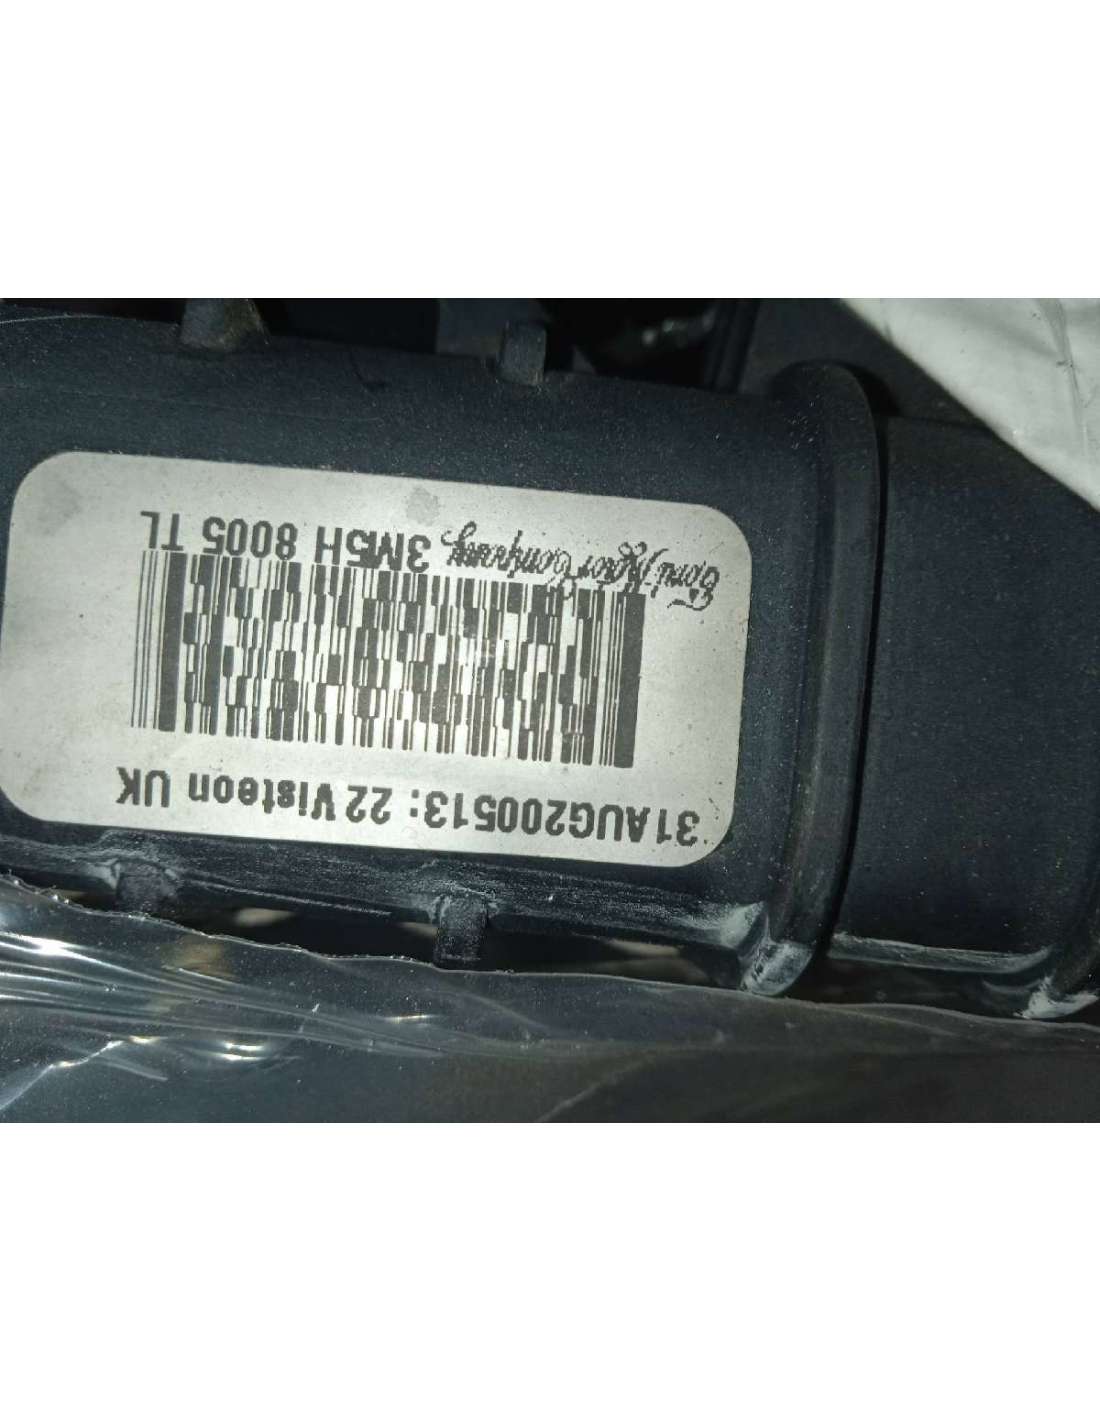 31AUG200513:22 Visteon UK
Ford Motor Company 3M5H 8005 TL